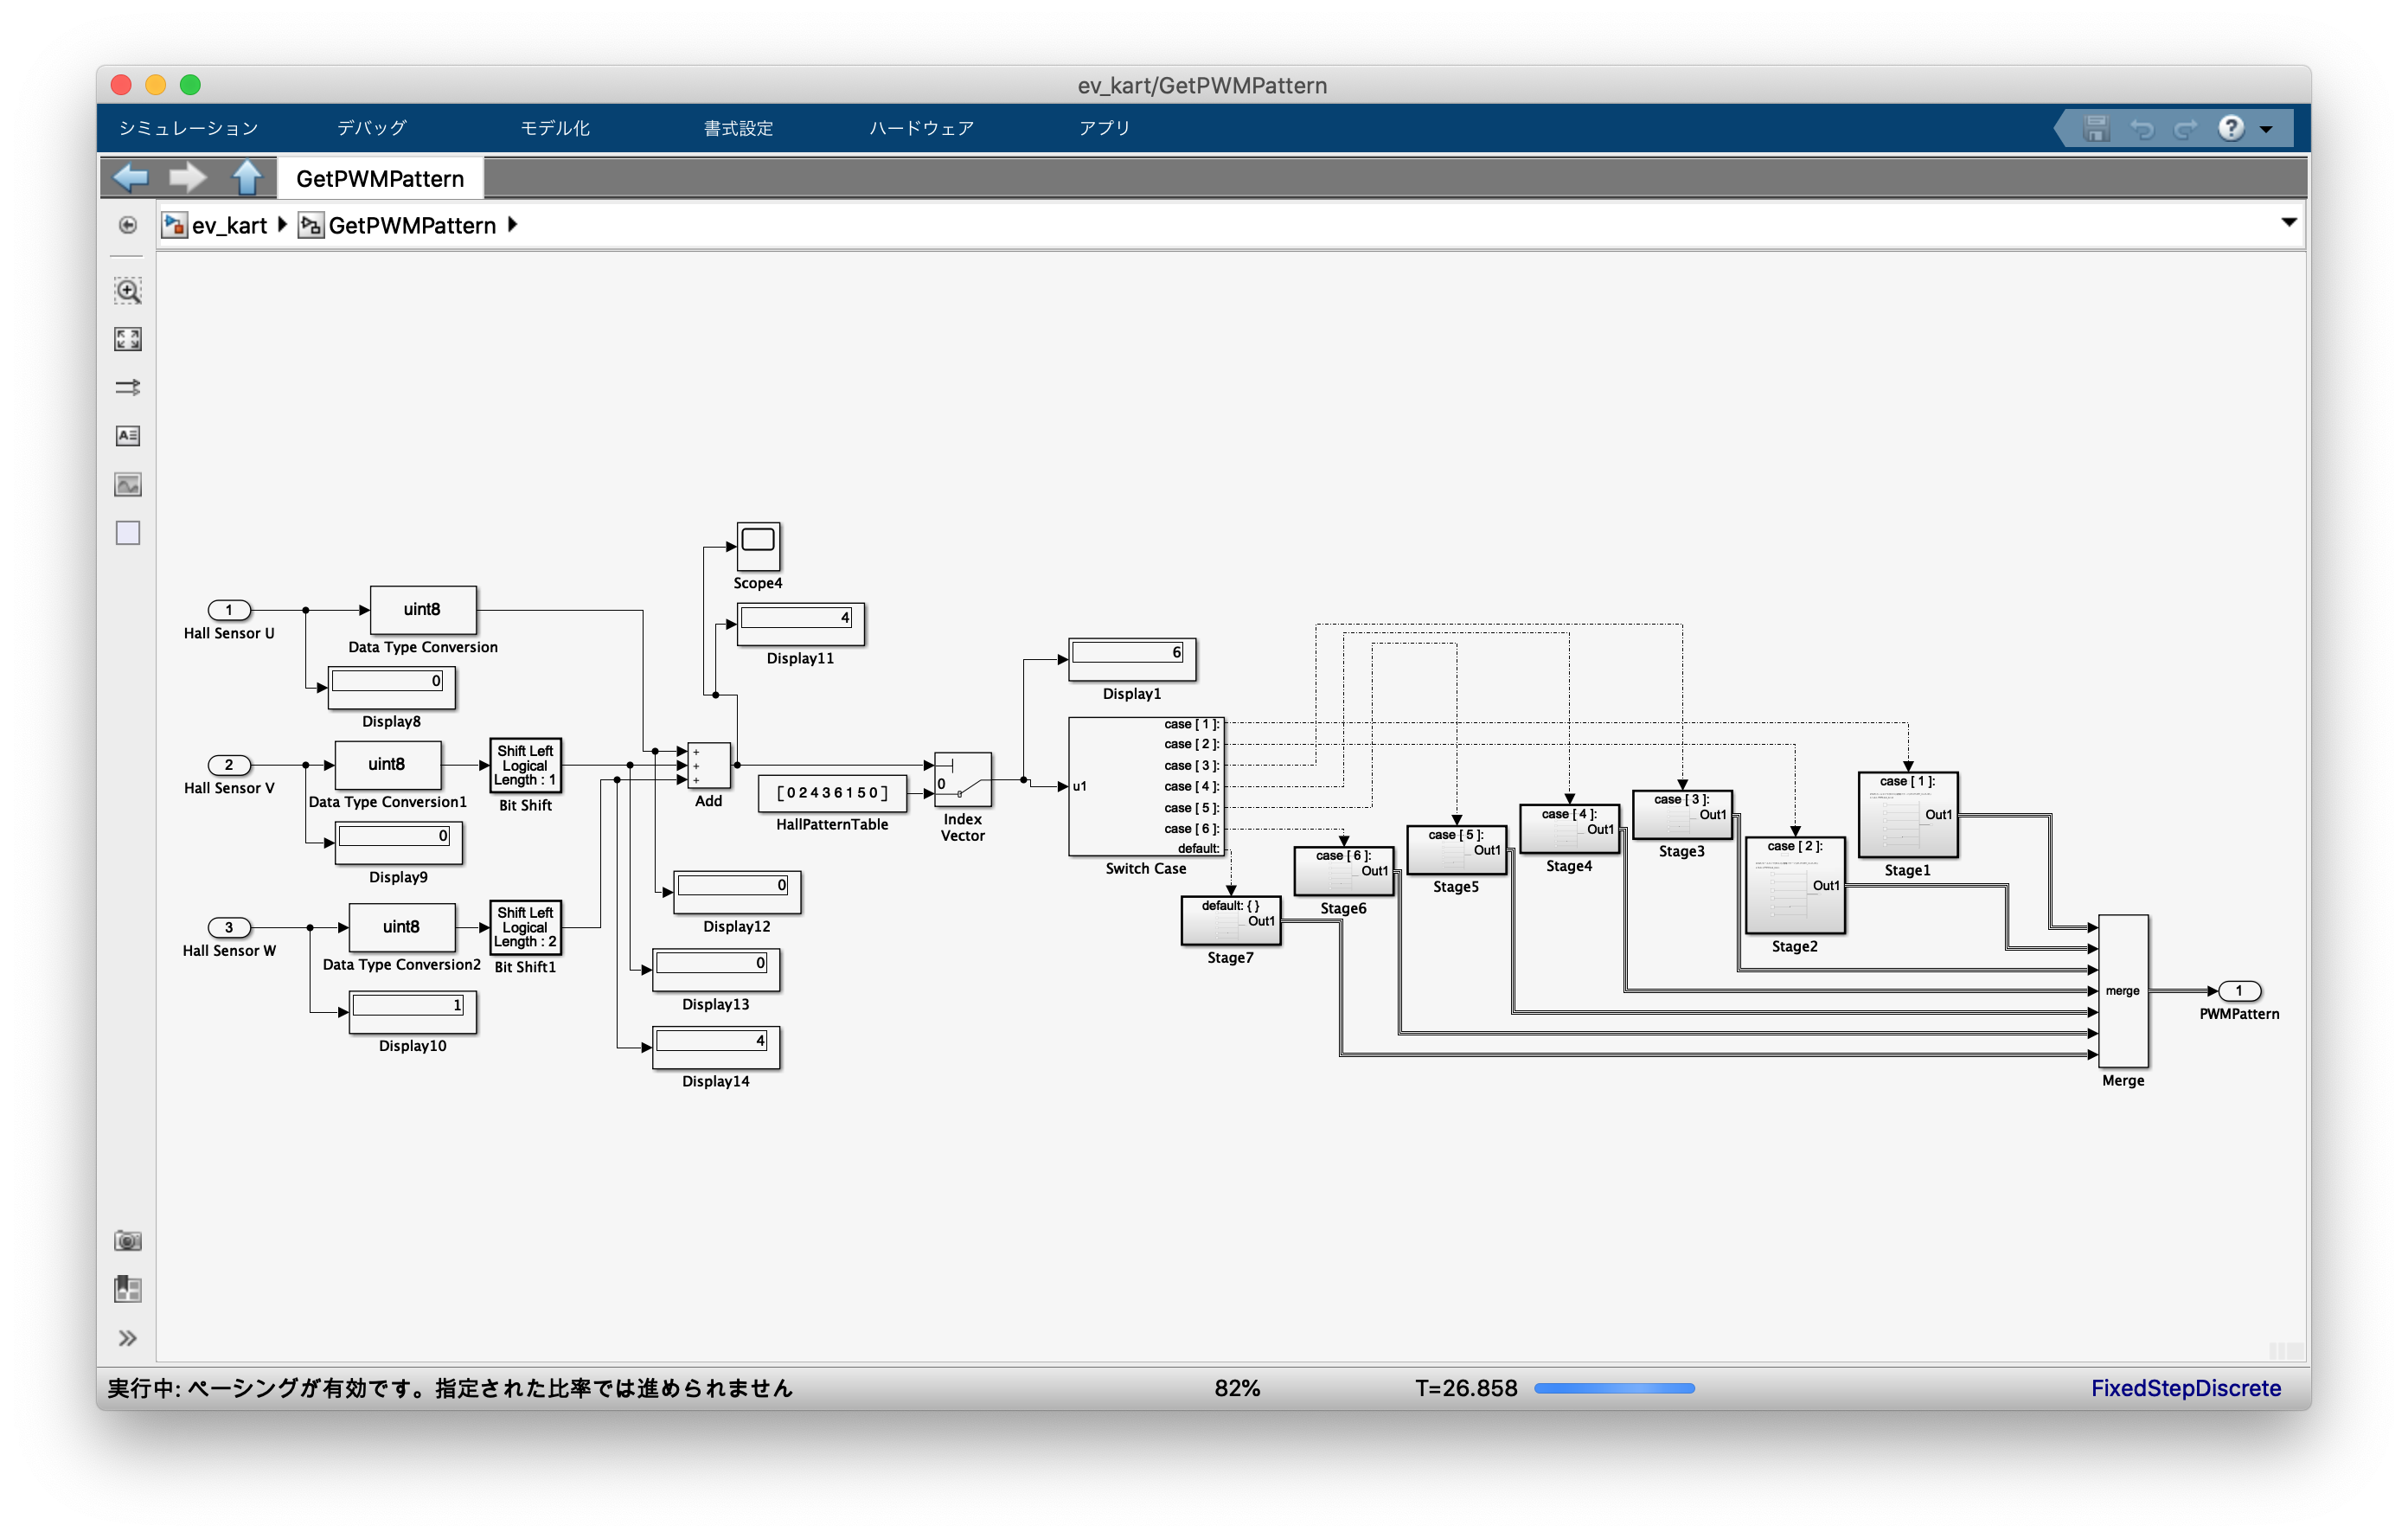 ev_kart/GetPWMPattern
シミュレーション デバッグ モデル化 書式設定 ハードウェア アプリ
GetPWMPattern
ev_kart GetPWMPattern
Scope4
4
Display11
1
Hall Sensor U
uint8
Data Type Conversion
0
Display8
2
Hall Sensor V
uint8
Data Type Conversion1
Shift Left
Logical
Length : 1
Bit Shift
0
Display9
3
Hall Sensor W
uint8
Data Type Conversion2
Shift Left
Logical
Length : 2
Bit Shift1
1
Display10
+
+
+
Add
0
Display12
0
Display13
4
Display14
[ 0 2 4 3 6 1 5 0 ]
HallPatternTable
0
Index
Vector
6
Display1
u1
case [ 1 ]:
case [ 2 ]:
case [ 3 ]:
case [ 4 ]:
case [ 5 ]:
case [ 6 ]:
default:
Switch Case
default: { }
Out1
Stage7
case [ 6 ]:
Out1
Stage6
case [ 5 ]:
Out1
Stage5
case [ 4 ]:
Out1
Stage4
case [ 3 ]:
Out1
Stage3
case [ 2 ]:
Out1
Stage2
case [ 1 ]:
Out1
Stage1
merge
Merge
1
PWMPattern
実行中: ペーシングが有効です。指定された比率では進められません 82% T=26.858 FixedStepDiscrete